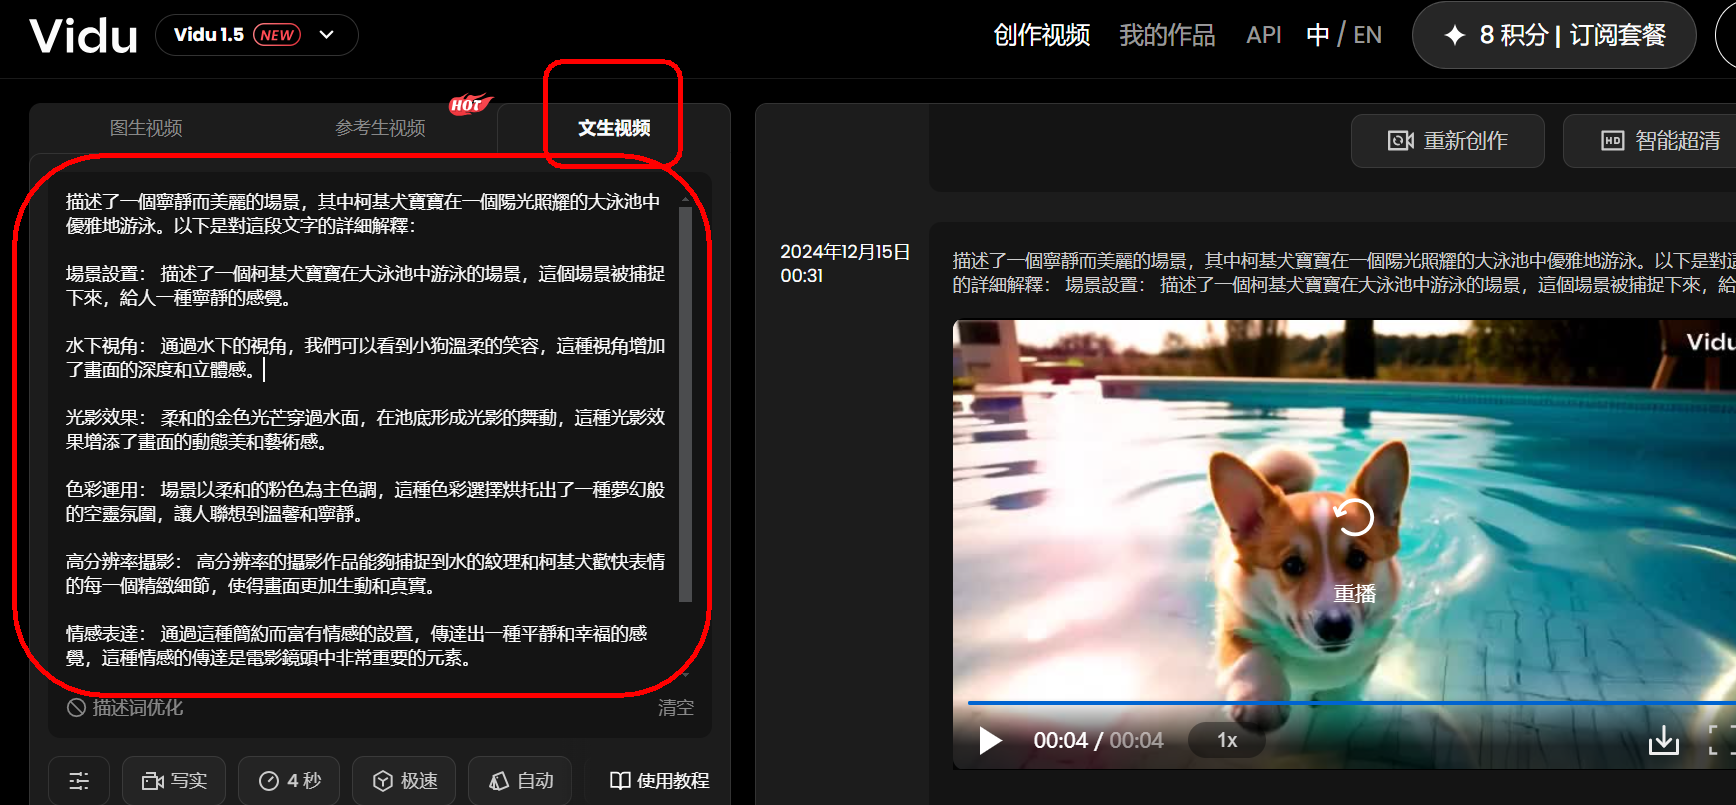 Vidu
Vidu 1.5 NEW
创作视频 我的作品 API 中 / EN
8 积分 | 订阅套餐
图生视频 参考生视频 HOT 文生视频
描述了一個寧靜而美麗的場景，其中柯基犬寶寶在一個陽光照耀的大泳池中
優雅地游泳。以下是對這段文字的詳細解釋：
場景設置： 描述了一個柯基犬寶寶在大泳池中游泳的場景，這個場景被捕捉
下來，給人一種寧靜的感覺。
水下視角： 通過水下的視角，我們可以看到小狗溫柔的笑容，這種視角增加
了畫面的深度和立體感。
光影效果： 柔和的金色光芒穿過水面，在池底形成光影的舞動，這種光影效
果增添了畫面的動態美和藝術感。
色彩運用： 場景以柔和的粉色為主色調，這種色彩選擇烘托出了一種夢幻般
的空靈氛圍，讓人聯想到溫馨和寧靜。
高分辨率攝影： 高分辨率的攝影作品能夠捕捉到水的紋理和柯基犬歡快表情
的每一個精緻細節，使得畫面更加生動和真實。
情感表達： 通過這種簡約而富有情感的設置，傳達出一種平靜和幸福的感
覺，這種情感的傳達是電影鏡頭中非常重要的元素。
描述词优化 清空
写实 4 秒 极速 自动 使用教程
重新创作 智能超清
2024年12月15日
00:31
描述了一個寧靜而美麗的場景，其中柯基犬寶寶在一個陽光照耀的大泳池中優雅地游泳。以下是對這
的詳細解釋： 場景設置： 描述了一個柯基犬寶寶在大泳池中游泳的場景，這個場景被捕捉下來，給
Vidu
重播
00:04 / 00:04 1x